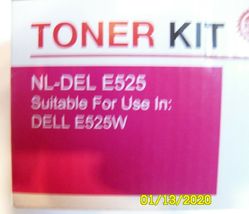 TONER KIT
NL-DEL E525
Suitable For Use In:
DELL E525W
01/13/2020